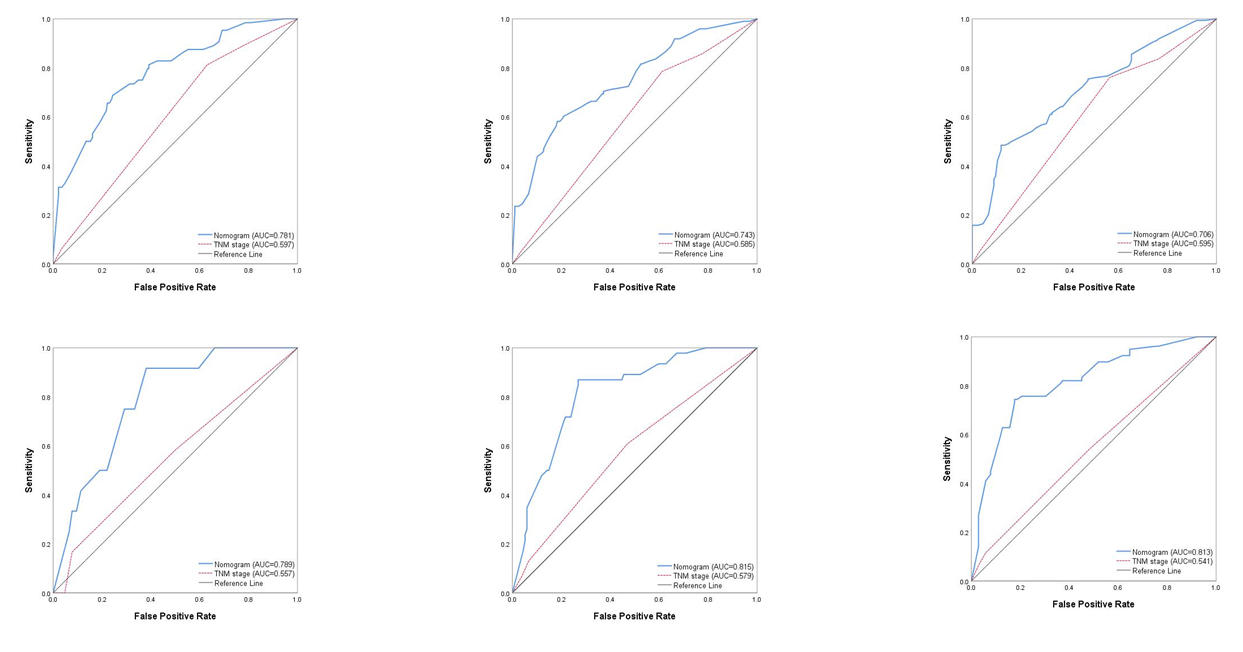 1.0
0.8
0.6
0.4
0.2
0.0
Sensitivity
Nomogram (AUC=0.781)
TNM stage (AUC=0.597)
Reference Line
0.0 0.2 0.4 0.6 0.8 1.0
False Positive Rate
1.0
0.8
0.6
0.4
0.2
0.0
Sensitivity
Nomogram (AUC=0.743)
TNM stage (AUC=0.585)
Reference Line
0.0 0.2 0.4 0.6 0.8 1.0
False Positive Rate
1.0
0.8
0.6
0.4
0.2
0.0
Sensitivity
Nomogram (AUC=0.706)
TNM stage (AUC=0.595)
Reference Line
0.0 0.2 0.4 0.6 0.8 1.0
False Positive Rate
1.0
0.8
0.6
0.4
0.2
0.0
Sensitivity
Nomogram (AUC=0.789)
TNM stage (AUC=0.557)
Reference Line
0.0 0.2 0.4 0.6 0.8 1.0
False Positive Rate
1.0
0.8
0.6
0.4
0.2
0.0
Sensitivity
Nomogram (AUC=0.815)
TNM stage (AUC=0.579)
Reference Line
0.0 0.2 0.4 0.6 0.8 1.0
False Positive Rate
1.0
0.8
0.6
0.4
0.2
0.0
Sensitivity
Nomogram (AUC=0.813)
TNM stage (AUC=0.541)
Reference Line
0.0 0.2 0.4 0.6 0.8 1.0
False Positive Rate